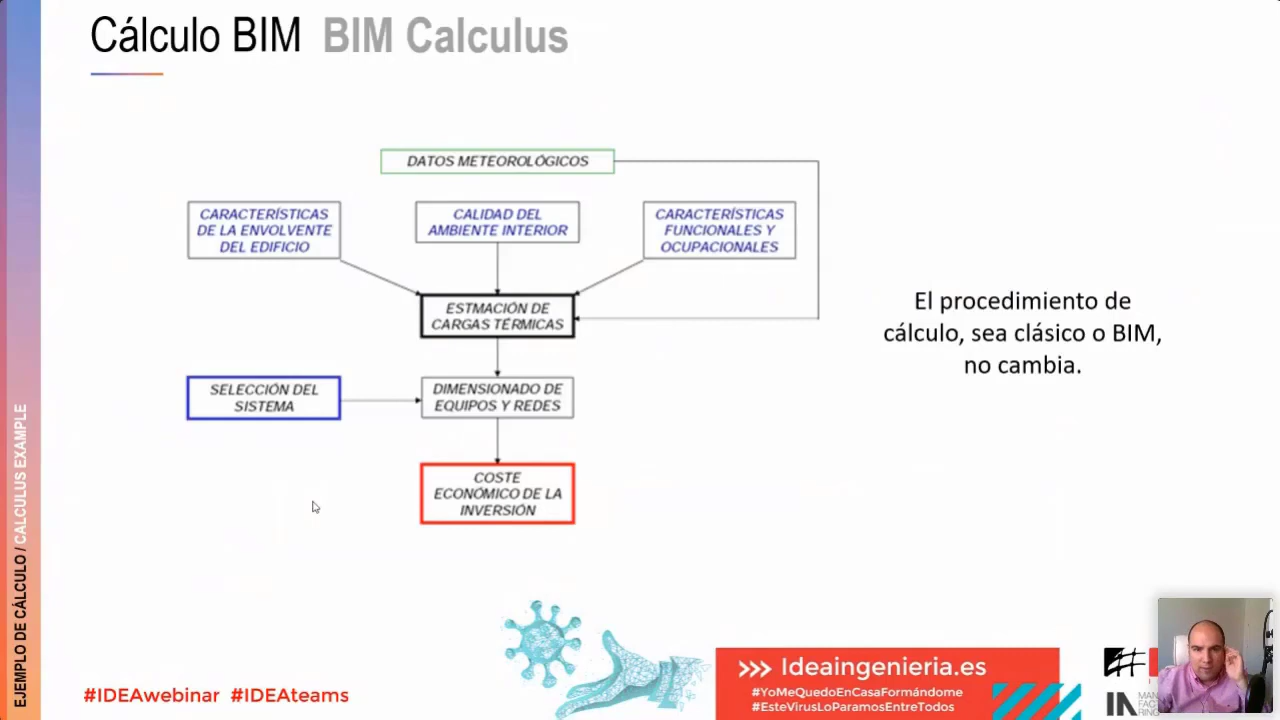 Cálculo BIM BIM Calculus
DATOS METEOROLÓGICOS
CARACTERÍSTICAS
DE LA ENVOLVENTE
DEL EDIFICIO
CALIDAD DEL
AMBIENTE INTERIOR
CARACTERÍSTICAS
FUNCIONALES Y
OCUPACIONALES
ESTMACIÓN DE
CARGAS TÉRMICAS
El procedimiento de
cálculo, sea clásico o BIM,
no cambia.
SELECCIÓN DEL
SISTEMA
DIMENSIONADO DE
EQUIPOS Y REDES
COSTE
ECONÓMICO DE LA
INVERSIÓN
EJEMPLO DE CÁLCULO / CALCULUS EXAMPLE
#IDEAwebinar #IDEAteams
>>> Ideaingenieria.es
#YoMeQuedoEnCasaFormándome
#EsteVirusLoParamosEntreTodos